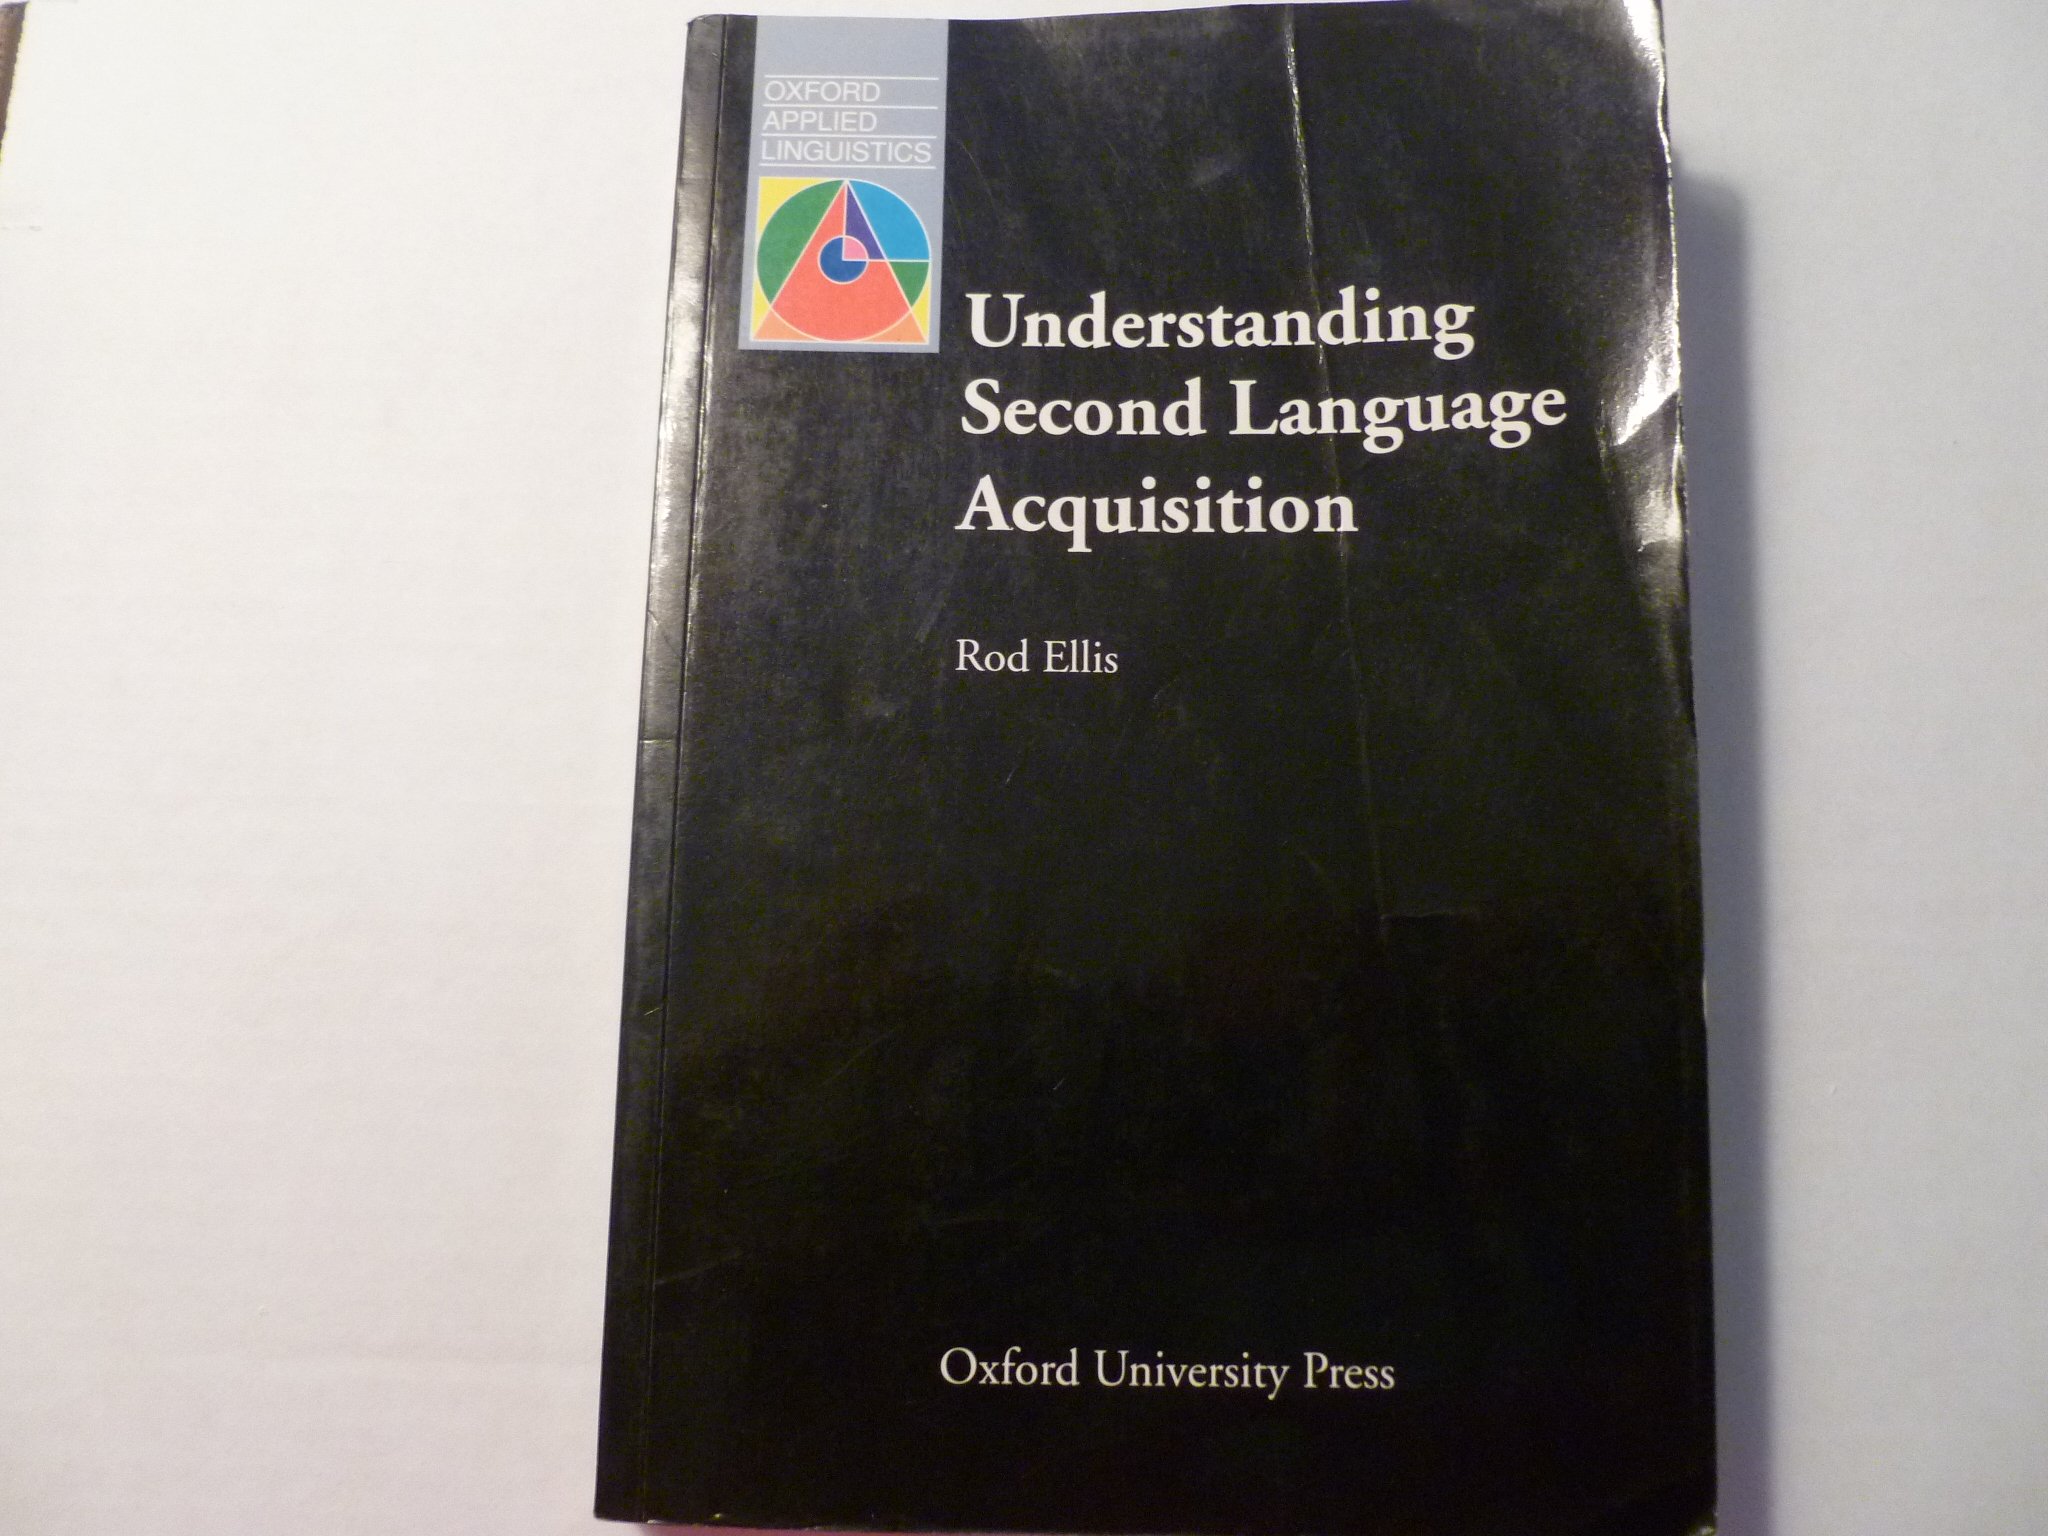 OXFORD
APPLIED
LINGUISTICS
Understanding
Second Language
Acquisition
Rod Ellis
Oxford University Press